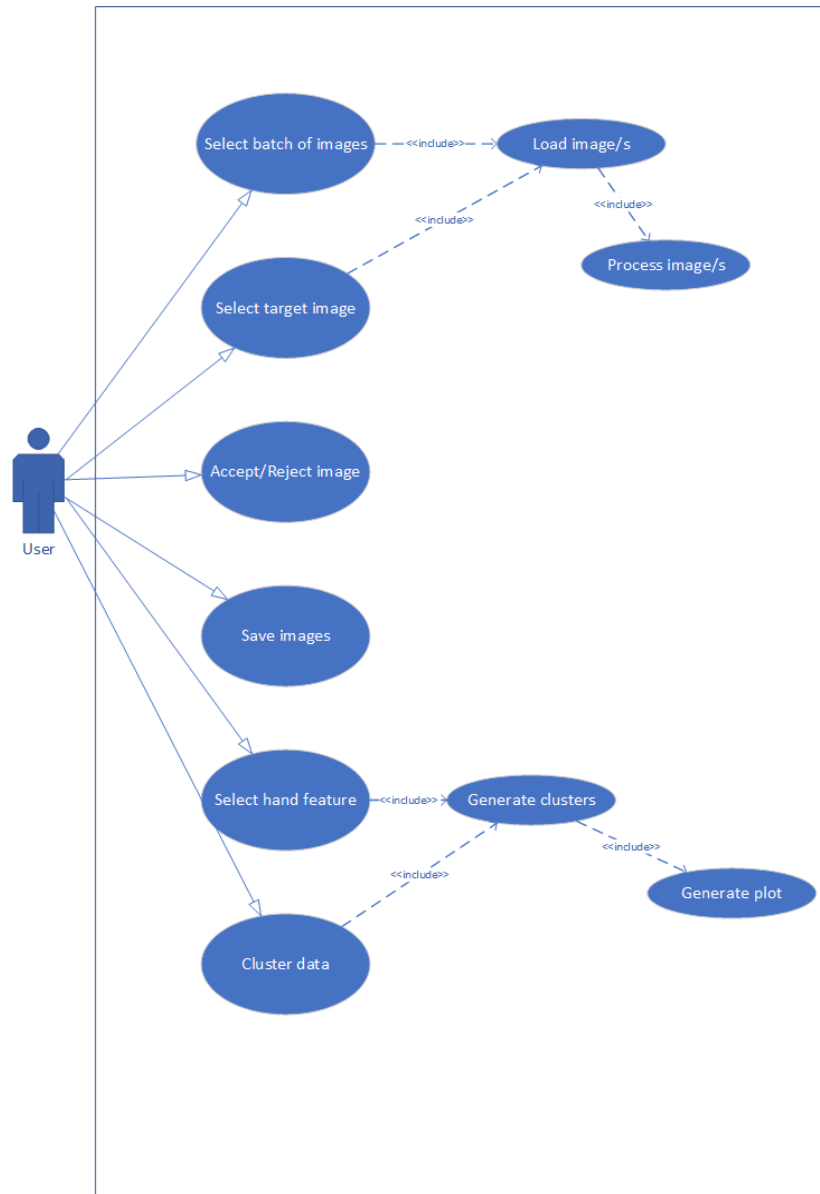 Select batch of images
<<include>>
Load image/s
<<include>>
<<include>>
Process image/s
Select target image
Accept/Reject image
User
Save images
Select hand feature
<<include>>
Generate clusters
<<include>>
<<include>>
Generate plot
Cluster data